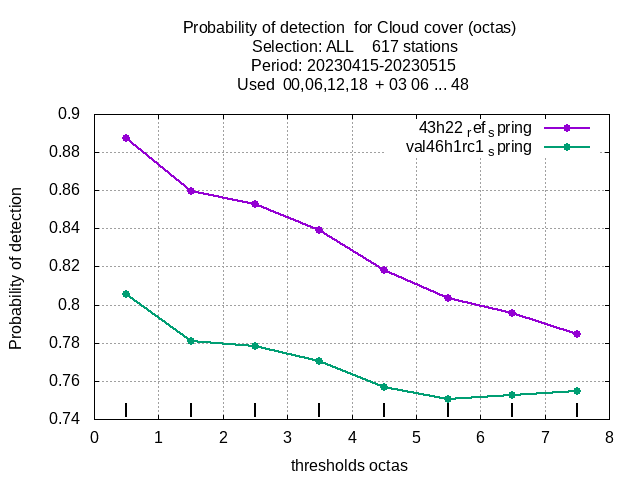 Probability of detection  for Cloud cover (octas)
Selection: ALL    617 stations
Period: 20230415-20230515
Used  00,06,12,18  + 03 06 ... 48
43h22 ref spring
val46h1rc1 spring
0.9
0.88
0.86
0.84
0.82
0.8
0.78
0.76
0.74
Probability of detection
0 1 2 3 4 5 6 7 8
thresholds octas